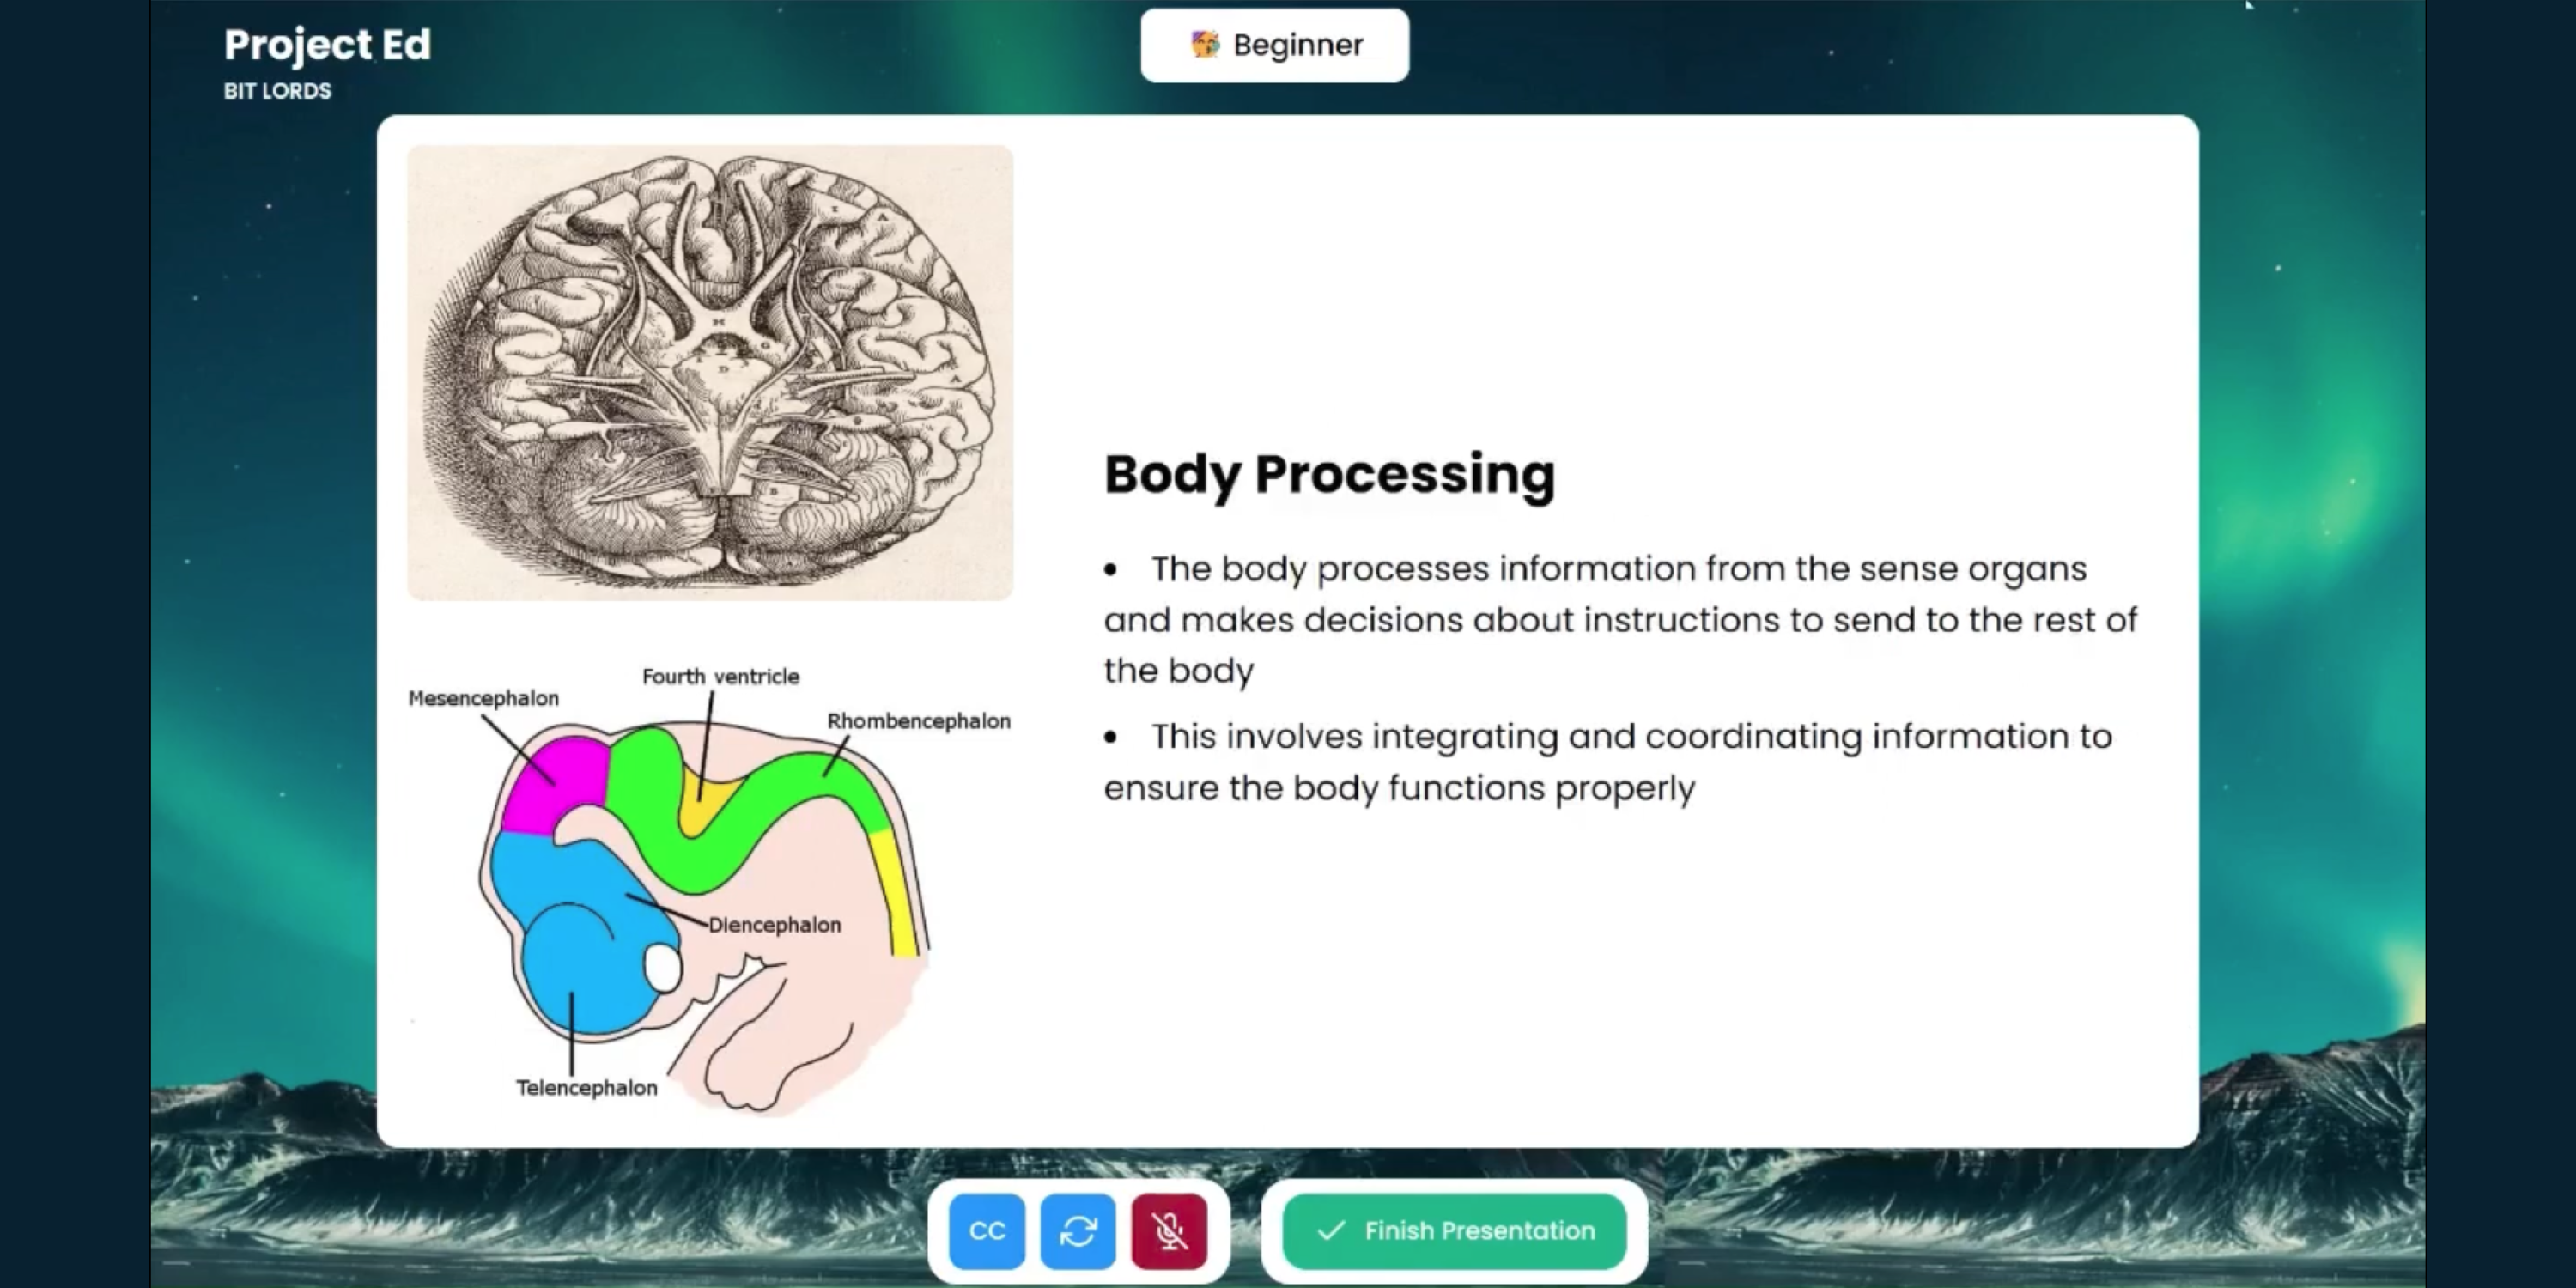 Project Ed
BIT LORDS
Beginner
Fourth ventricle
Mesencephalon
Rhombencephalon
Diencephalon
Telencephalon
Body Processing
• The body processes information from the sense organs
and makes decisions about instructions to send to the rest of
the body
• This involves integrating and coordinating information to
ensure the body functions properly
CC
Finish Presentation